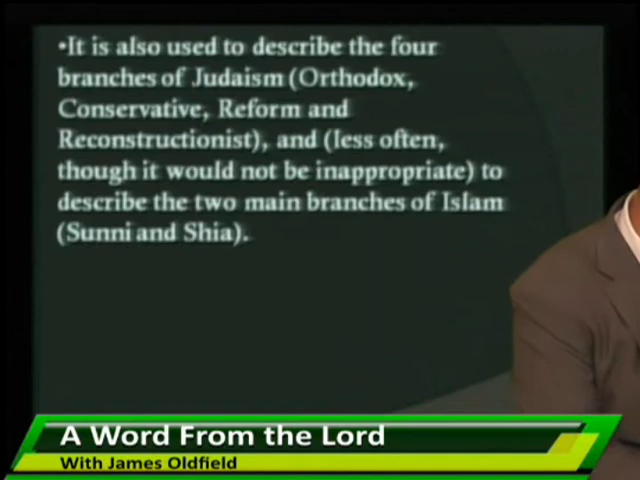 •It is also used to describe the four
branches of Judaism (Orthodox,
Conservative, Reform and
Reconstructionist), and (less often,
though it would not be inappropriate) to
describe the two main branches of Islam
(Sunni and Shia).
A Word From the Lord
With James Oldfield